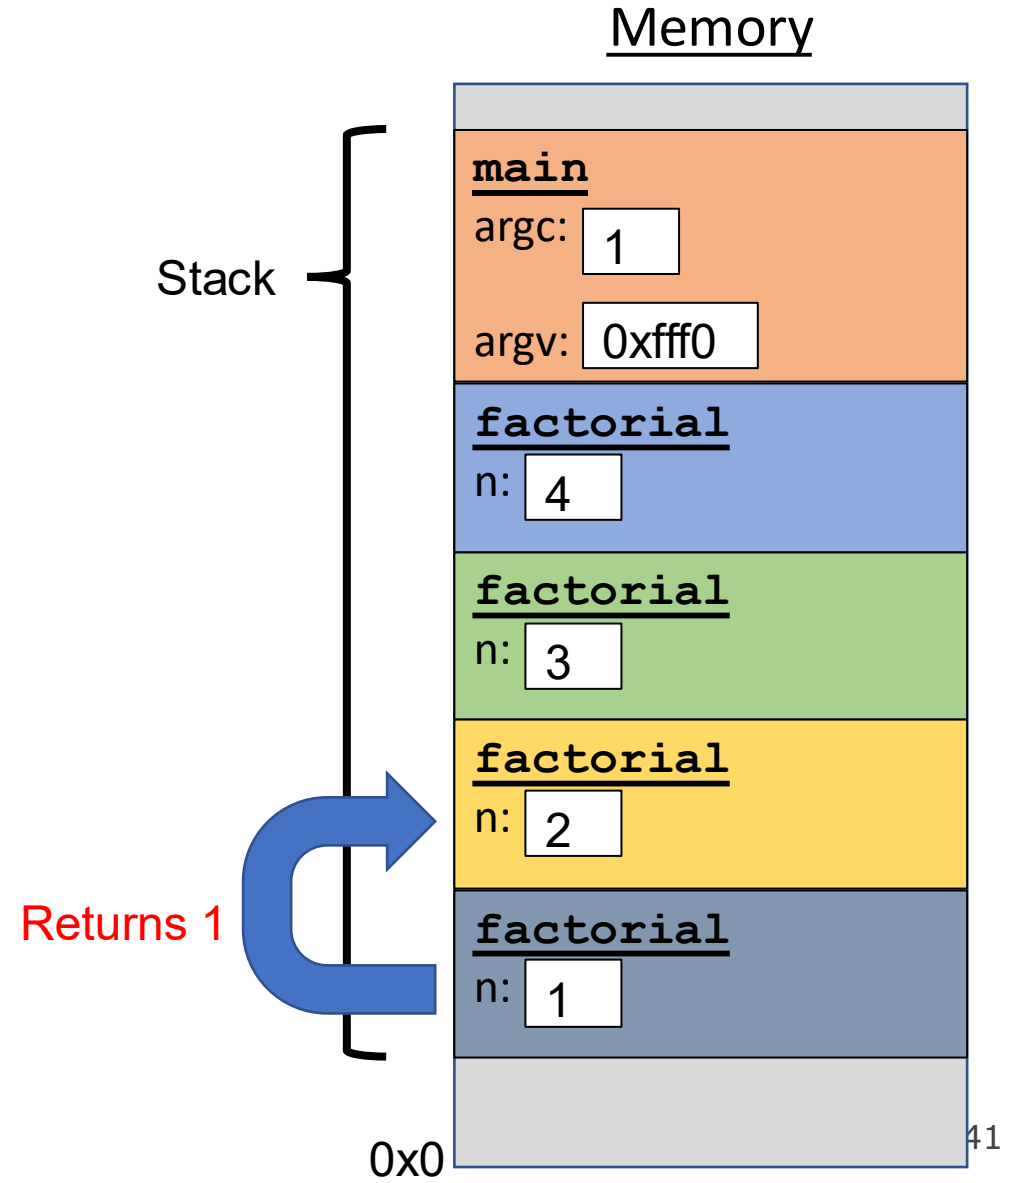 Memory
main
argc: 1
Stack
argv: 0xfff0
factorial
n: 4
factorial
n: 3
factorial
n: 2
Returns 1
factorial
n: 1
41
0x0